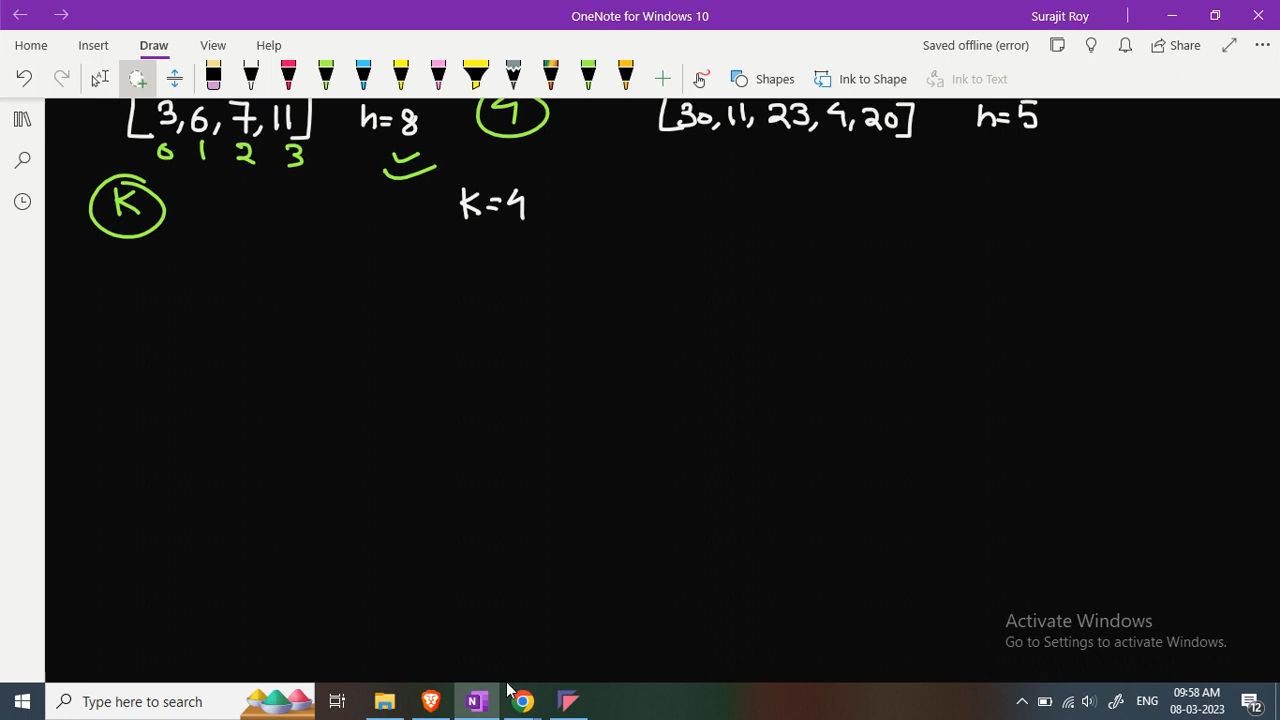 OneNote for Windows 10
Surajit Roy
Home Insert Draw View Help
Saved offline (error)
Share
Shapes
Ink to Shape
Ink to Text
[3, 6, 7, 11] h=8 4 [30, 11, 23, 4, 20] h=5
0 1 2 3
K K=4
Activate Windows
Go to Settings to activate Windows.
Type here to search
N
ENG
09:58 AM
08-03-2023
12